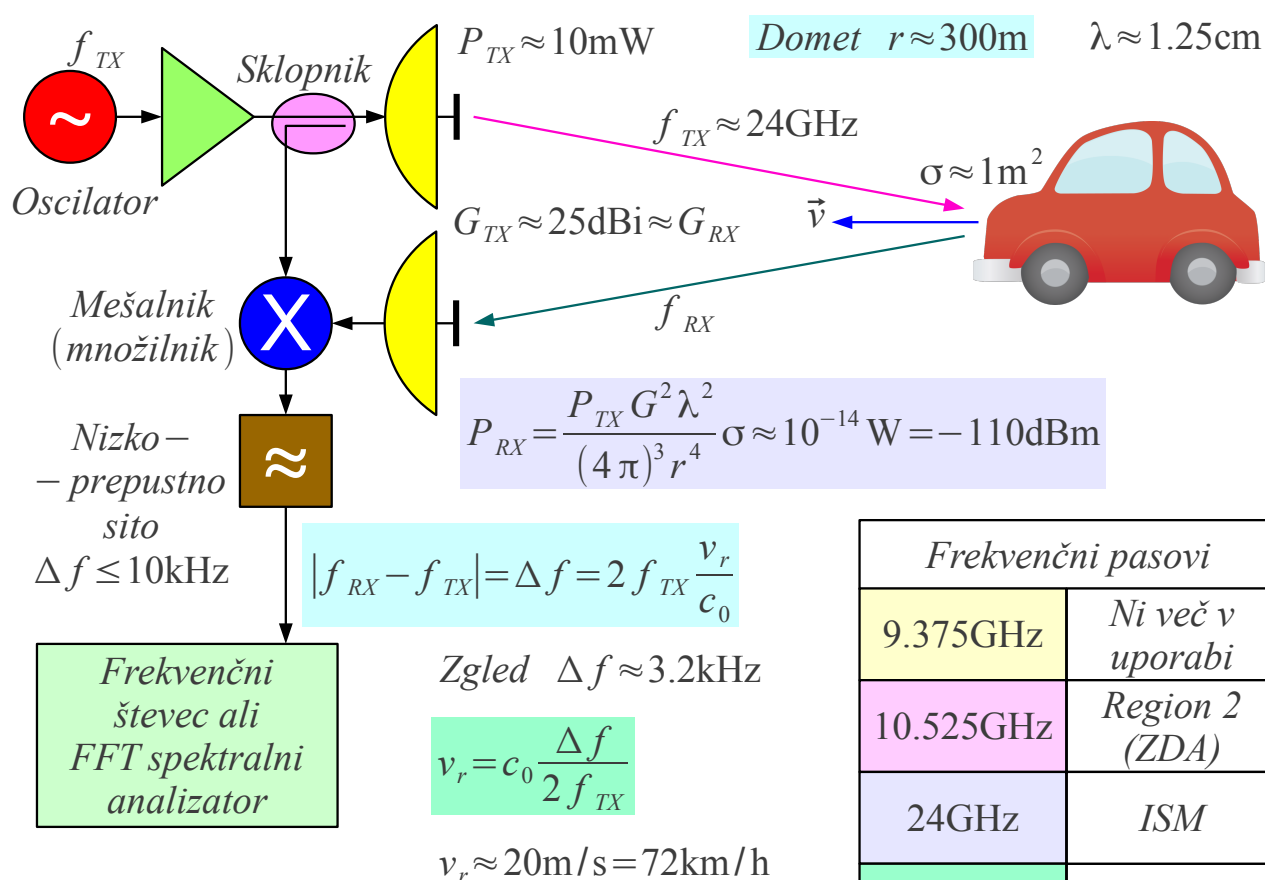 f_TX
Sklopnik
P_TX ≈ 10mW
Domet r ≈ 300m
λ ≈ 1.25cm
~
Oscilator
f_TX ≈ 24GHz
σ ≈ 1m²
G_TX ≈ 25dBi ≈ G_RX
v⃗
Mešalnik
(množilnik)
X
f_RX
P_RX = (P_TX G² λ²)/((4π)³ r⁴) σ ≈ 10⁻¹⁴ W = −110dBm
Nizko−
−prepustno
sito
Δf ≤ 10kHz
≈
|f_RX − f_TX| = Δf = 2 f_TX v_r/c_0
Frekvenčni
števec ali
FFT spektralni
analizator
Zgled Δf ≈ 3.2kHz
v_r = c_0 Δf/(2 f_TX)
v_r ≈ 20m/s = 72km/h
Frekvenčni pasovi
9.375GHz
Ni več v
uporabi
10.525GHz
Region 2
(ZDA)
24GHz
ISM